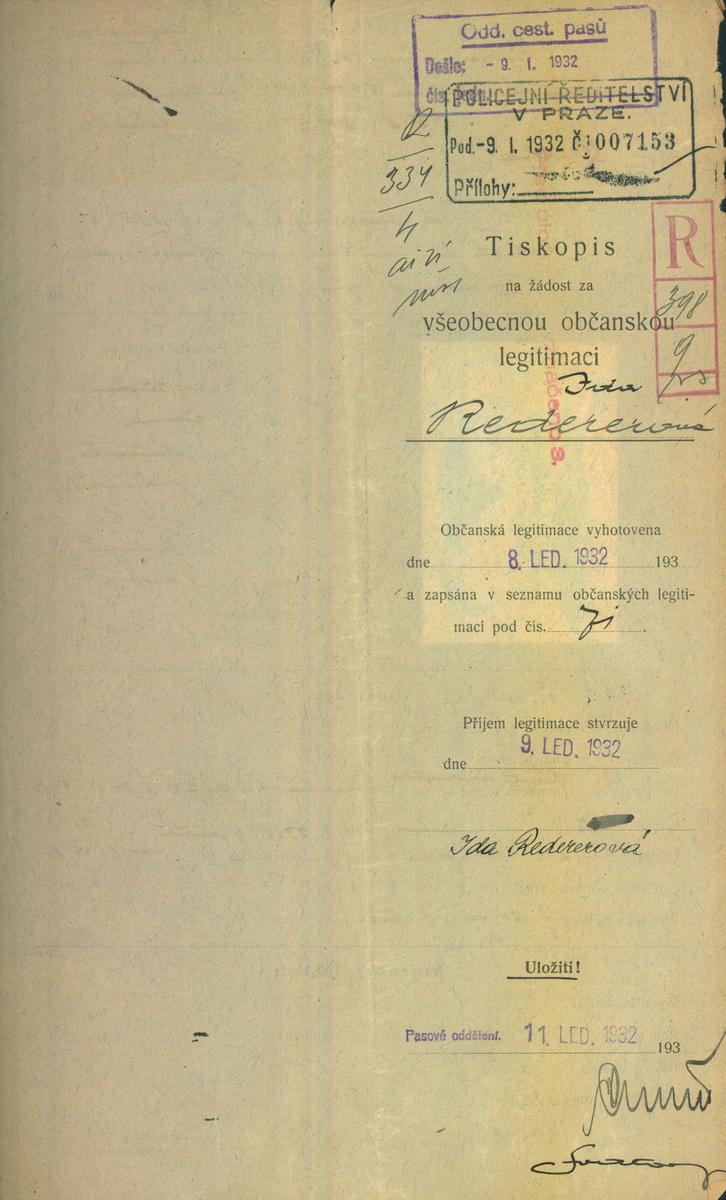 Odd. cest. pasů
Došlo: - 9. I. 1932
POLICEJNÍ ŘEDITELSTVÍ
V PRAZE.
Pod. -9. I. 1932 Č. 007153
Přílohy:
R
334
R
398
9
Tiskopis
na žádost za
všeobecnou občanskou
legitimaci
Ida
Redererová
Občanská legitimace vyhotovena
dne 8. LED. 1932 193
a zapsána v seznamu občanských legiti-
mací pod čís. .
Příjem legitimace stvrzuje
9. LED. 1932
dne
Ida Redererová
Uložiti!
Pasové oddělení. 11. LED. 1932 193